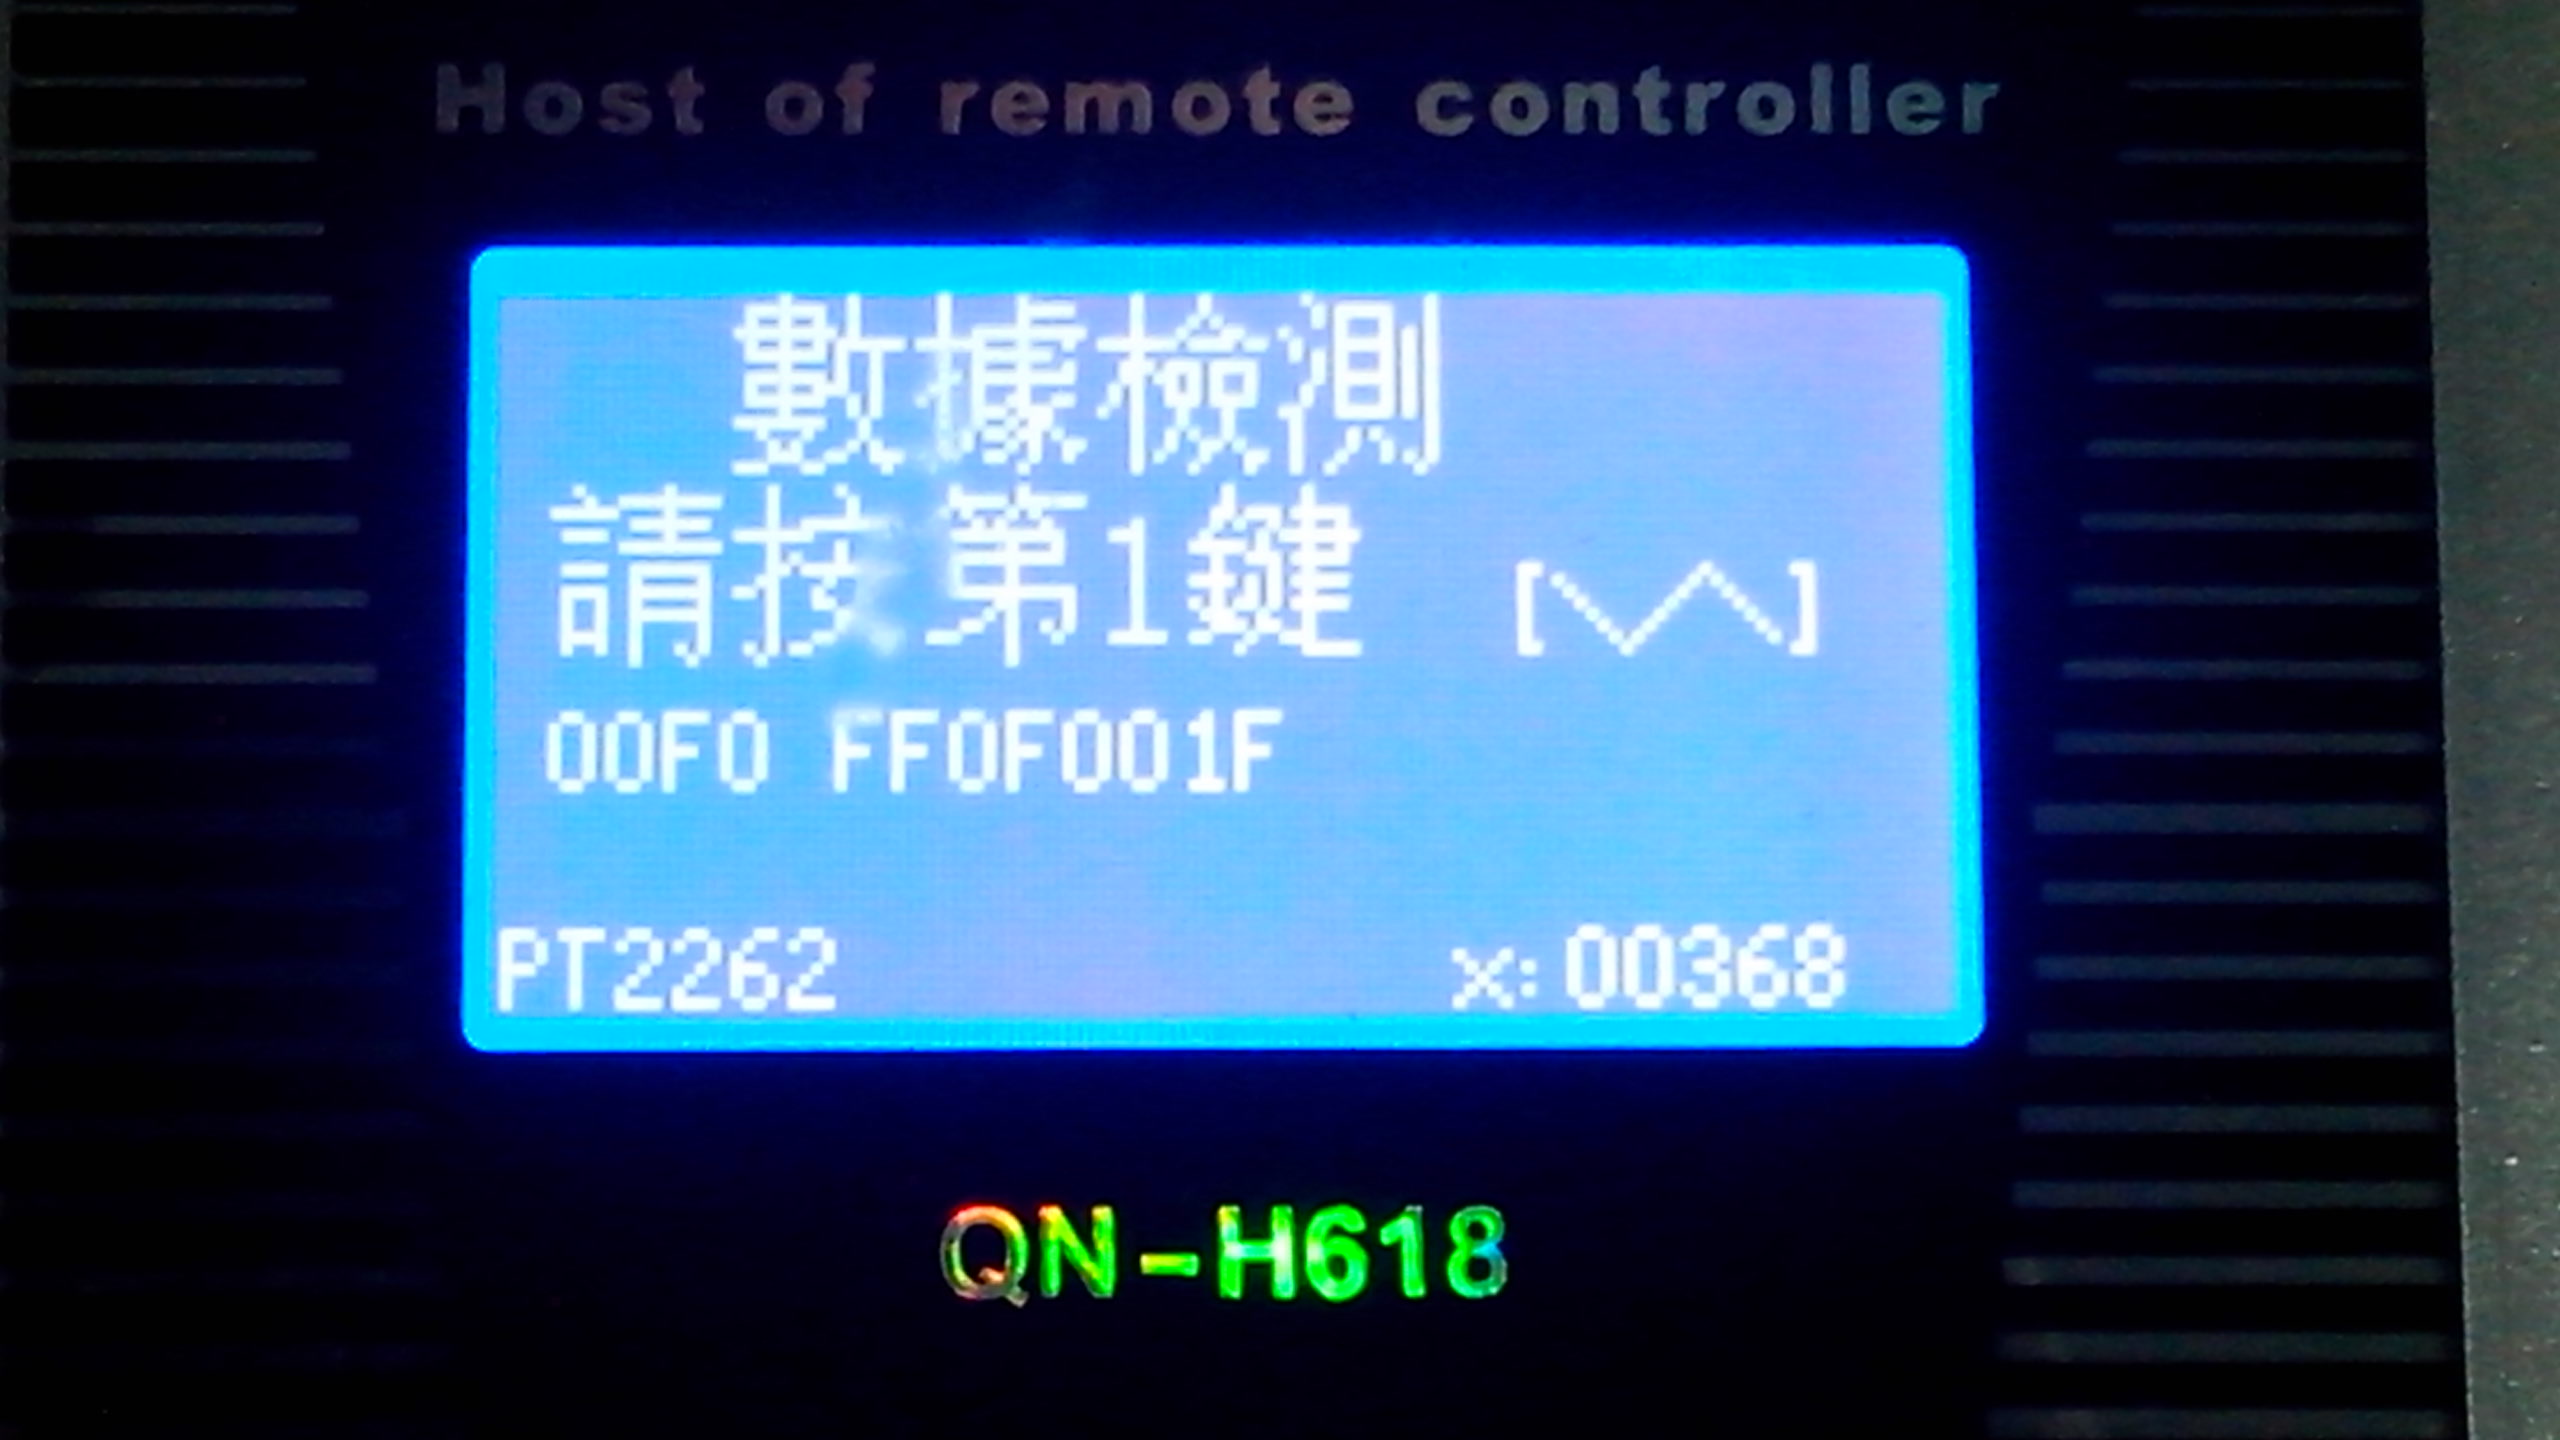 Host of remote controller
數據檢測
請按第1鍵 [\/\]
00F0 FF0F001F
PT2262 x:00368
QN-H618